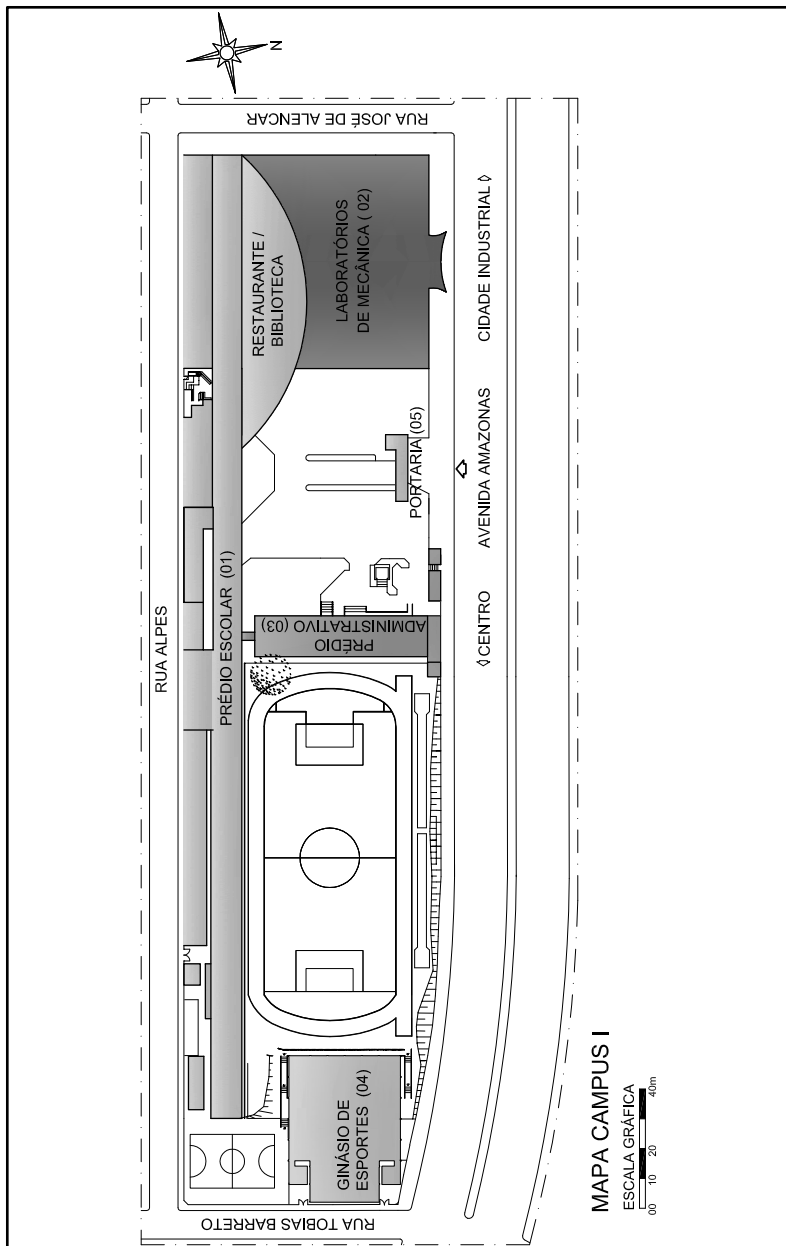 N
RUA JOSÉ DE ALENCAR
RESTAURANTE /
BIBLIOTECA
LABORATÓRIOS
DE MECÂNICA ( 02)
CIDADE INDUSTRIAL
PORTARIA (05)
AVENIDA AMAZONAS
CENTRO
RUA ALPES
PRÉDIO ESCOLAR (01)
PRÉDIO
ADMINISTRATIVO (03)
GINÁSIO DE
ESPORTES (04)
RUA TOBIAS BARRETO
MAPA CAMPUS I
ESCALA GRÁFICA
00 10 20 40m